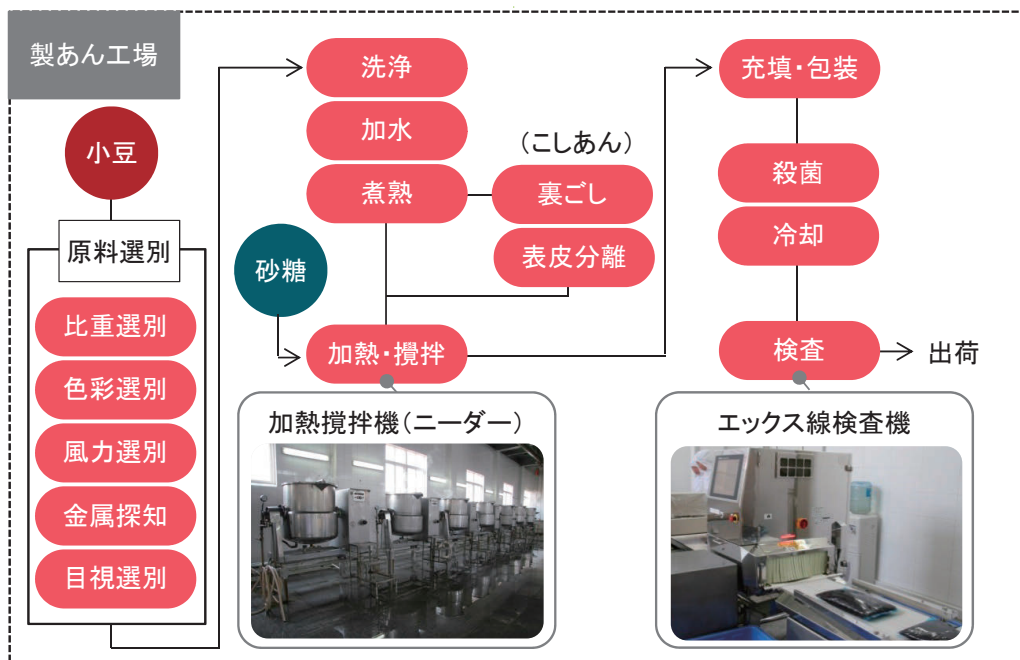 製あん工場
小豆
原料選別
比重選別
色彩選別
風力選別
金属探知
目視選別
洗浄
加水
煮熟
(こしあん)
裏ごし
表皮分離
砂糖
加熱・攪拌
加熱攪拌機(ニーダー)
充填・包装
殺菌
冷却
検査
出荷
エックス線検査機